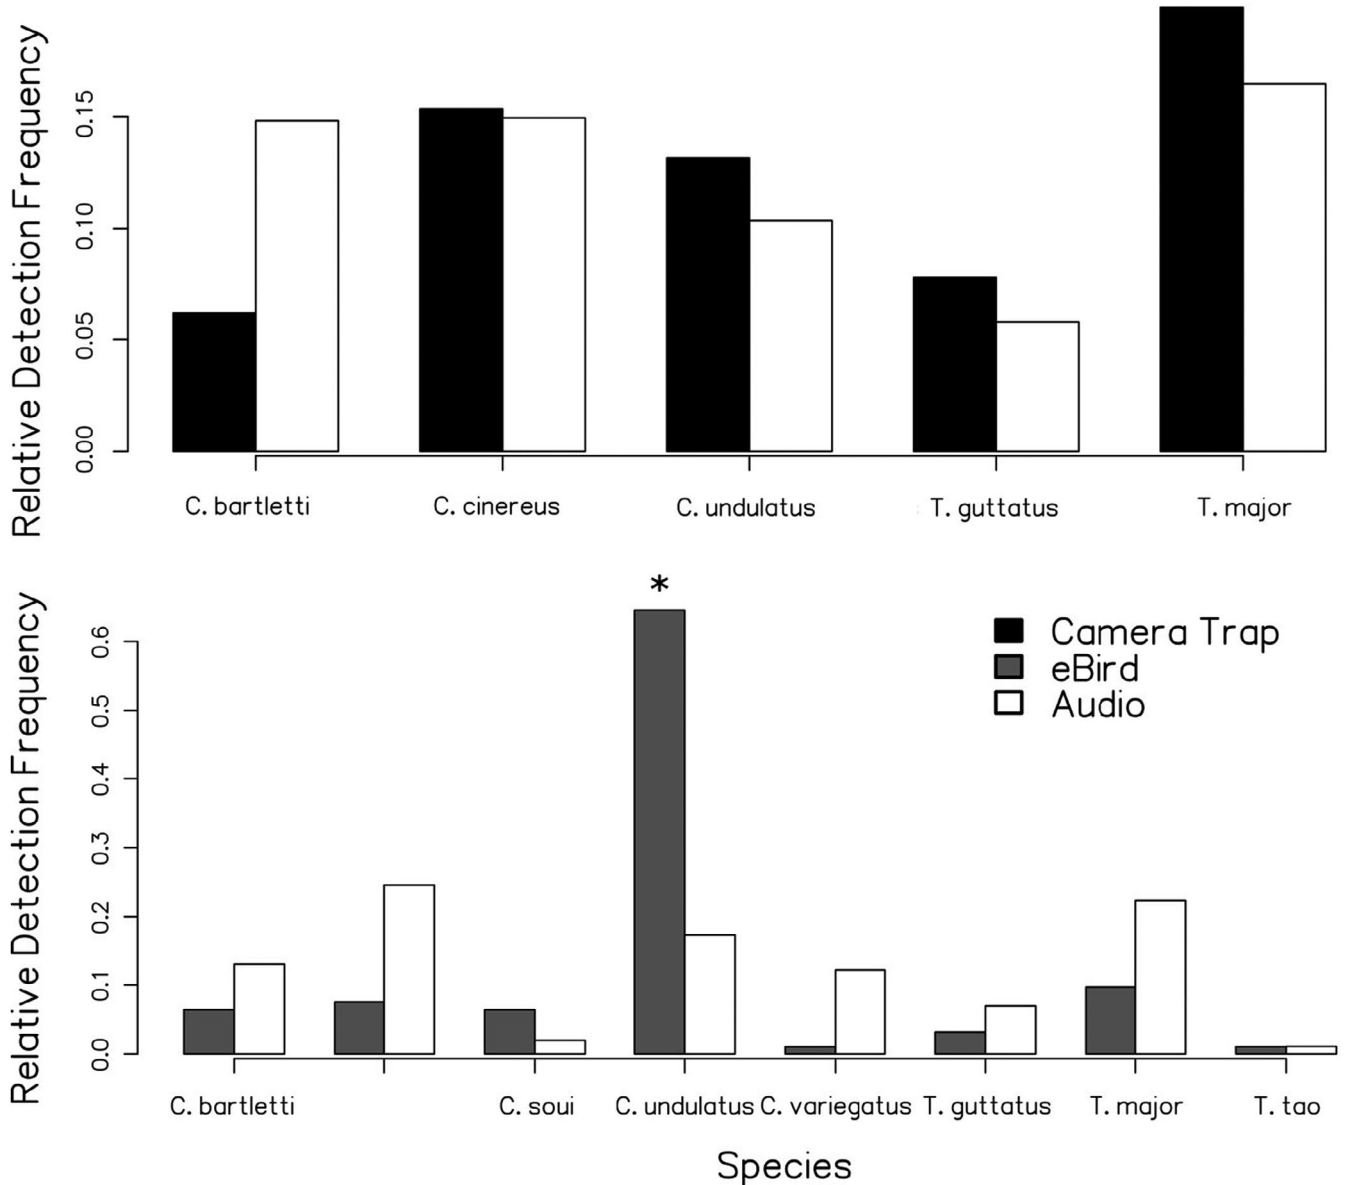 Relative Detection Frequency
0.15
0.10
0.05
0.00
C. bartletti C. cinereus C. undulatus T. guttatus T. major
*
Relative Detection Frequency
0.6
0.5
0.4
0.3
0.2
0.1
0.0
Camera Trap
eBird
Audio
C. bartletti C. soui C. undulatus C. variegatus T. guttatus T. major T. tao
Species